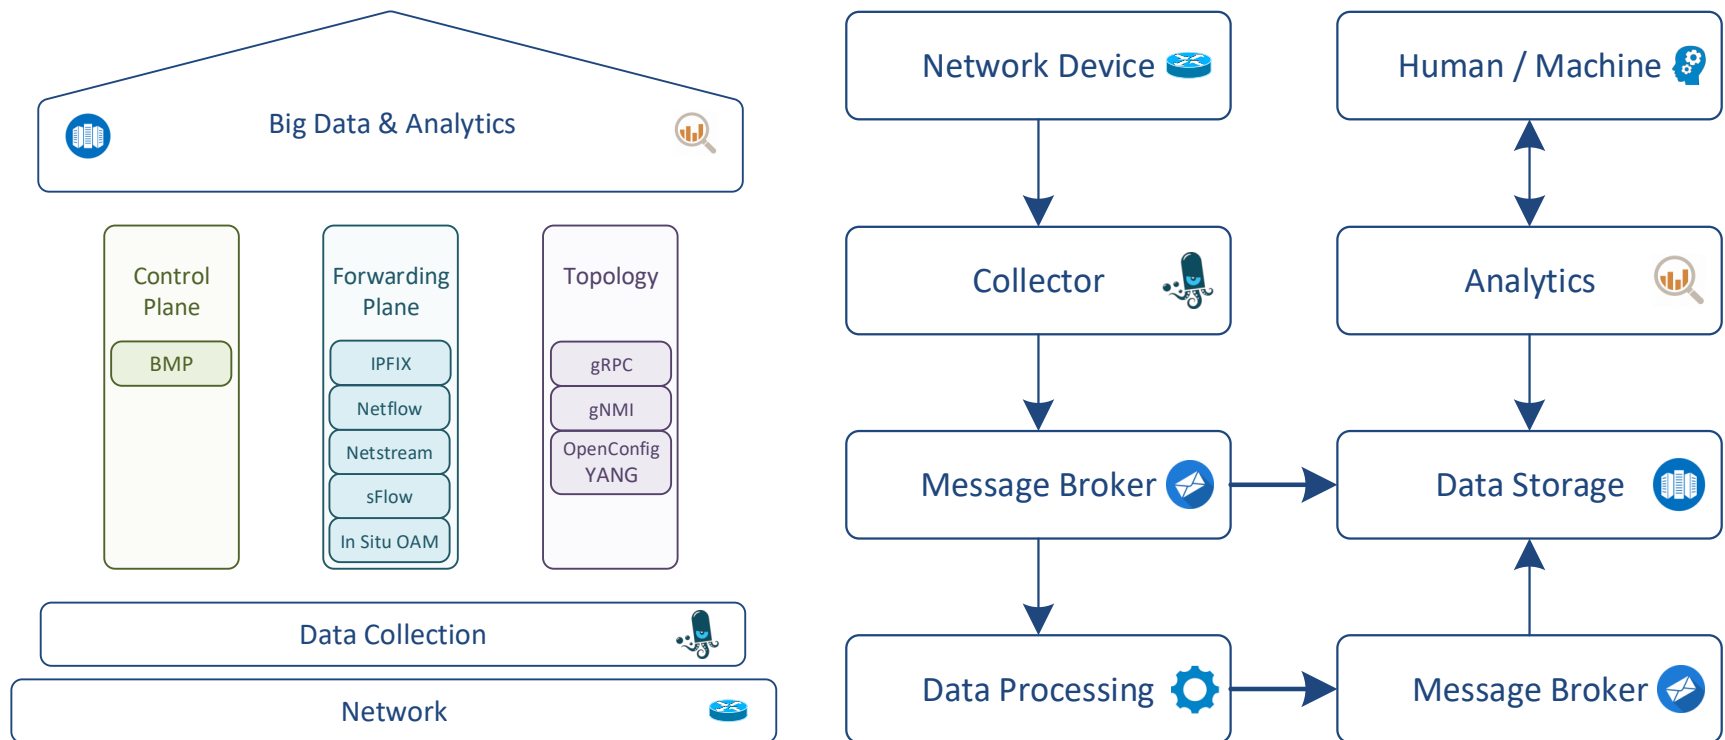 Big Data & Analytics
Control
Plane
BMP
Forwarding
Plane
IPFIX
Netflow
Netstream
sFlow
In Situ OAM
Topology
gRPC
gNMI
OpenConfig
YANG
Data Collection
Network
Network Device
Collector
Message Broker
Data Processing
Human / Machine
Analytics
Data Storage
Message Broker